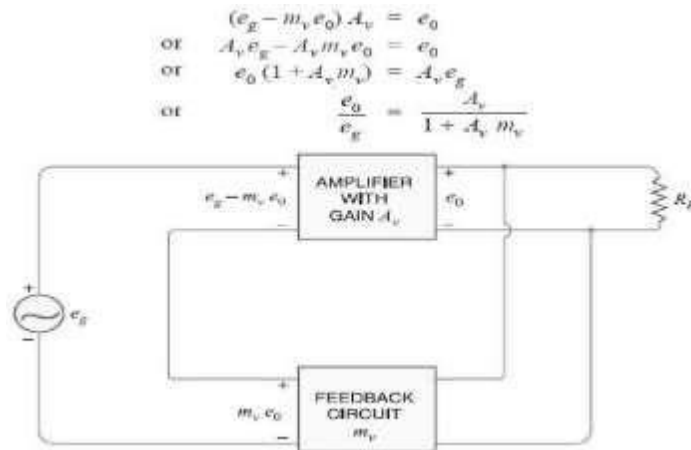 (e_g − m_v e_0) A_v = e_0
or A_v e_g − A_v m_v e_0 = e_0
or e_0 (1 + A_v m_v) = A_v e_g
or e_0 / e_g = A_v / (1 + A_v m_v)
+ AMPLIFIER +
e_g − m_v e_0 WITH e_0
− GAIN A_v −
+
e_g
−
+ FEEDBACK
m_v e_0 CIRCUIT
− m_v